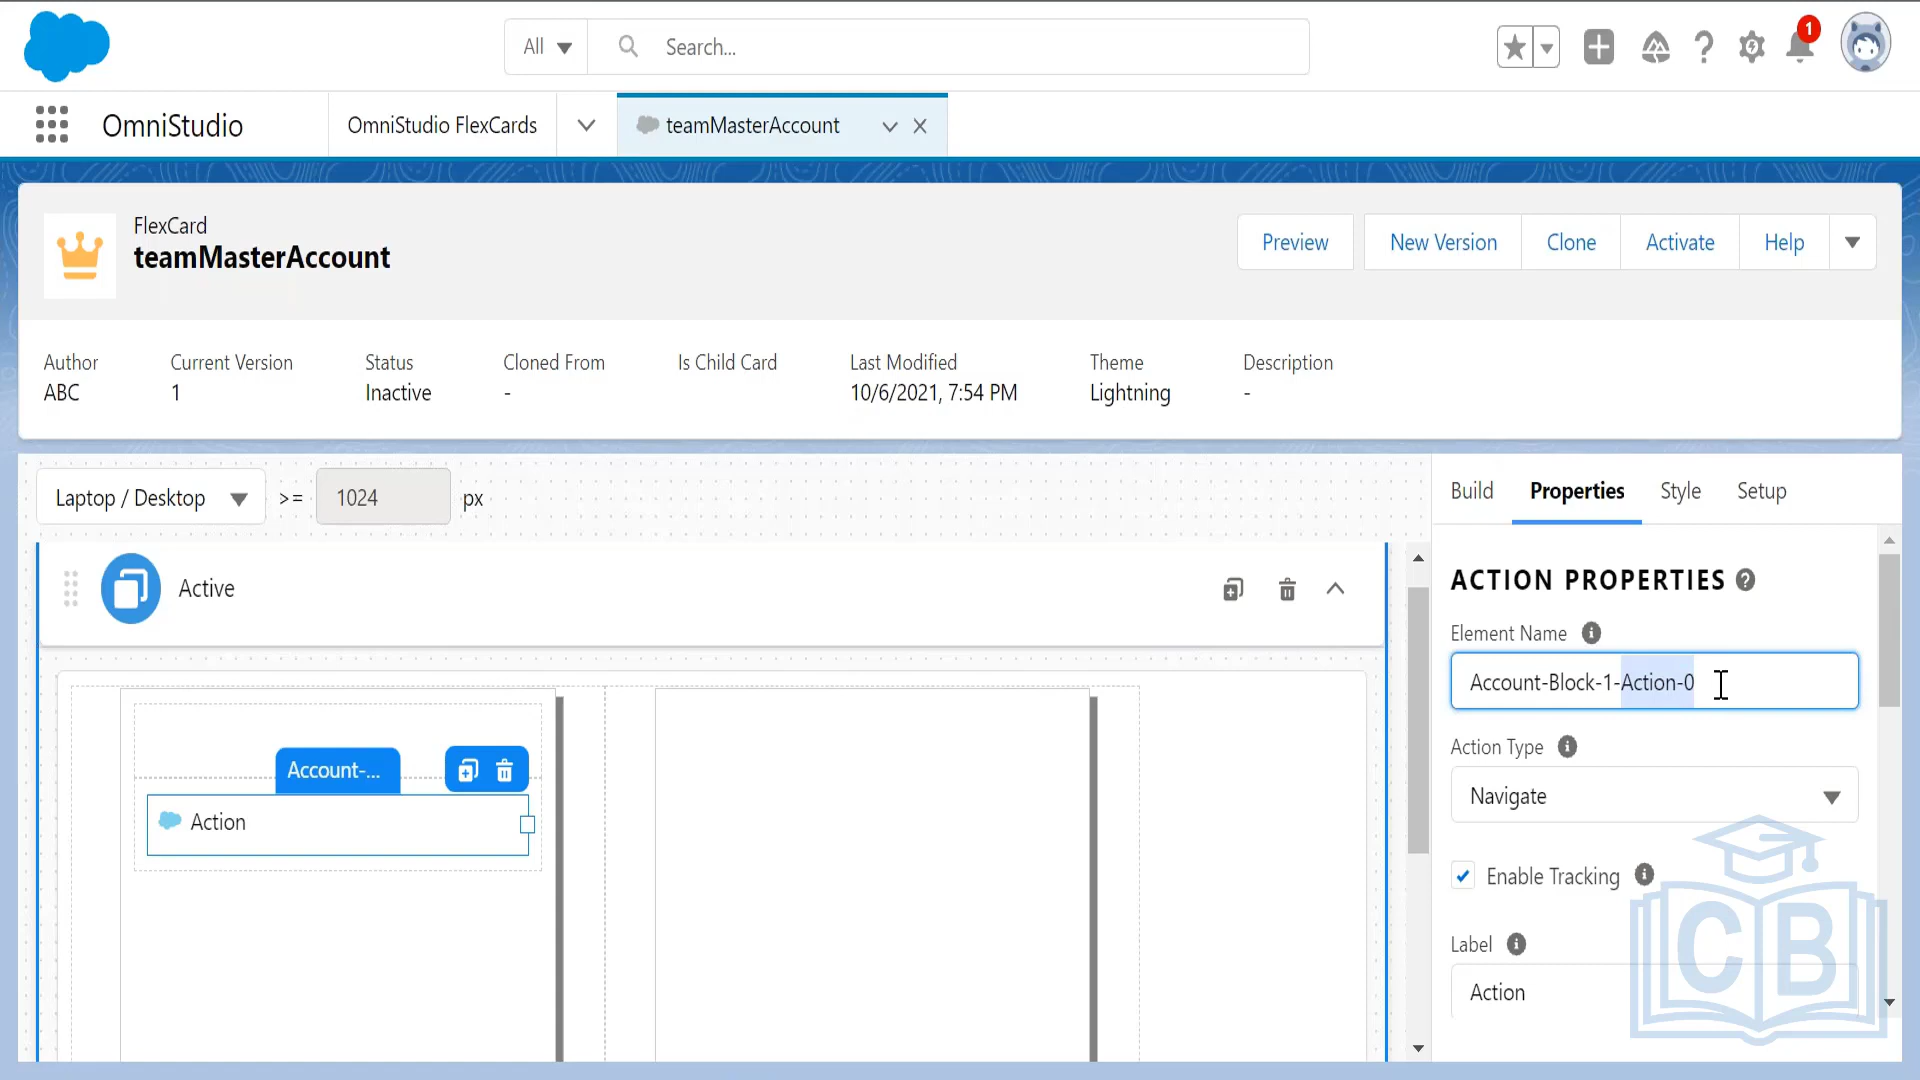 All
Search...
1
OmniStudio
OmniStudio FlexCards
teamMasterAccount
FlexCard
teamMasterAccount
Preview
New Version
Clone
Activate
Help
Author
ABC
Current Version
1
Status
Inactive
Cloned From
-
Is Child Card
Last Modified
10/6/2021, 7:54 PM
Theme
Lightning
Description
-
Laptop / Desktop
>=
1024
px
Build
Properties
Style
Setup
Active
ACTION PROPERTIES
Element Name
Account-Block-1-Action-0
Account-...
Action
Action Type
Navigate
Enable Tracking
Label
Action
CB